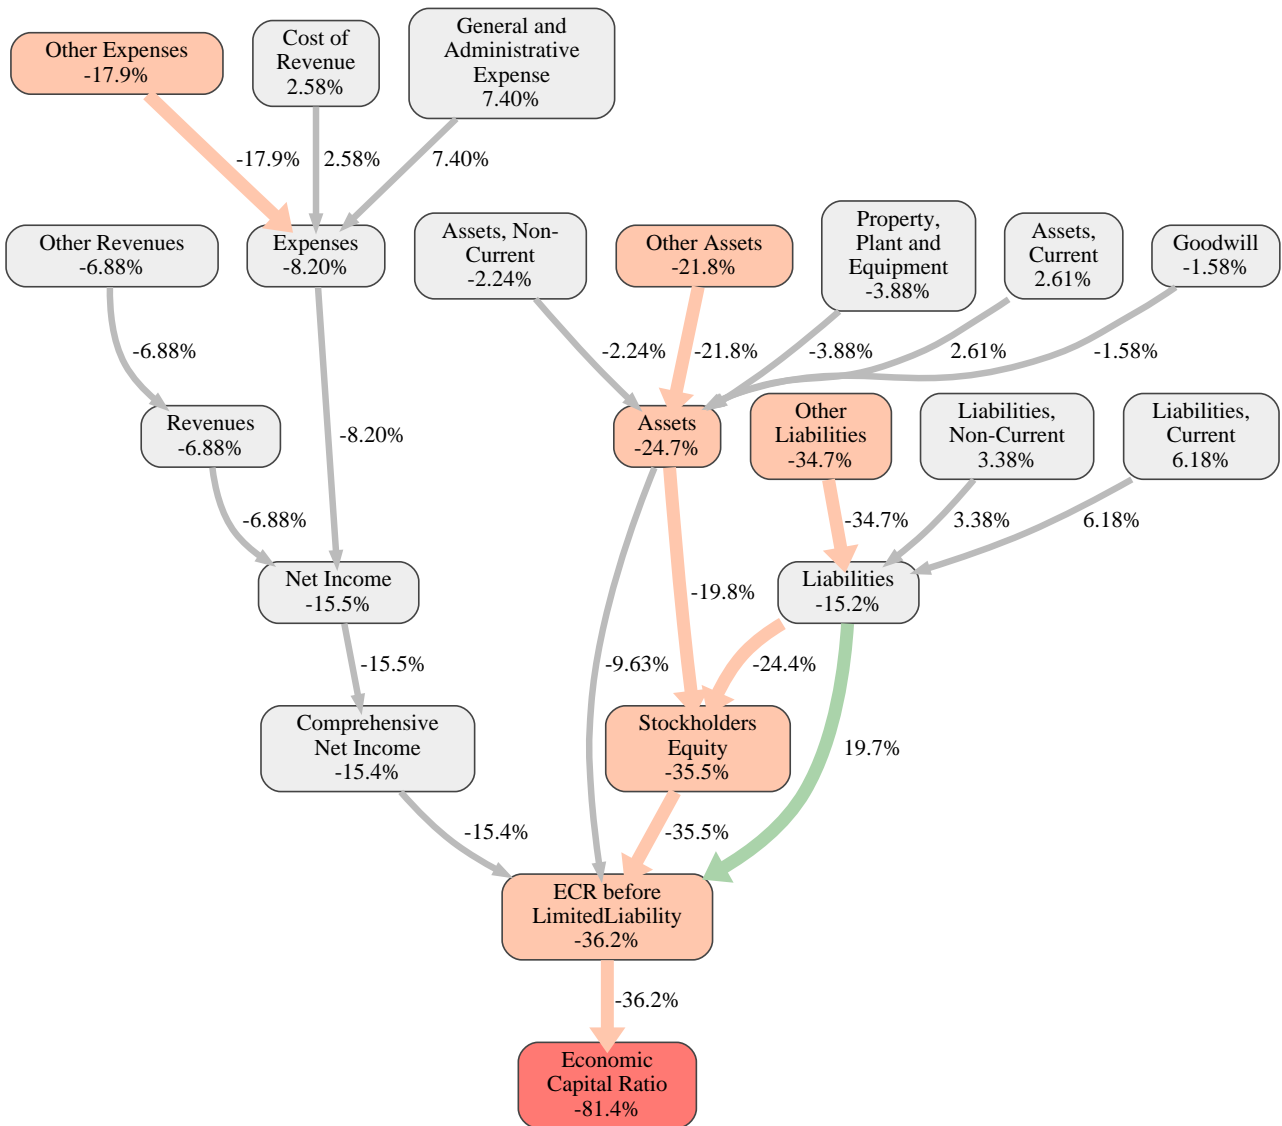 Other Expenses
-17.9%
Cost of
Revenue
2.58%
General and
Administrative
Expense
7.40%
-17.9%
2.58%
7.40%
Other Revenues
-6.88%
Expenses
-8.20%
Assets, Non-
Current
-2.24%
Other Assets
-21.8%
Property,
Plant and
Equipment
-3.88%
Assets,
Current
2.61%
Goodwill
-1.58%
-6.88%
-2.24%
-21.8%
-3.88%
2.61%
-1.58%
Revenues
-6.88%
-8.20%
Assets
-24.7%
Other
Liabilities
-34.7%
Liabilities,
Non-Current
3.38%
Liabilities,
Current
6.18%
-6.88%
-34.7%
3.38%
6.18%
Net Income
-15.5%
-19.8%
Liabilities
-15.2%
-15.5%
-9.63%
-24.4%
Comprehensive
Net Income
-15.4%
Stockholders
Equity
-35.5%
19.7%
-15.4%
-35.5%
ECR before
LimitedLiability
-36.2%
-36.2%
Economic
Capital Ratio
-81.4%